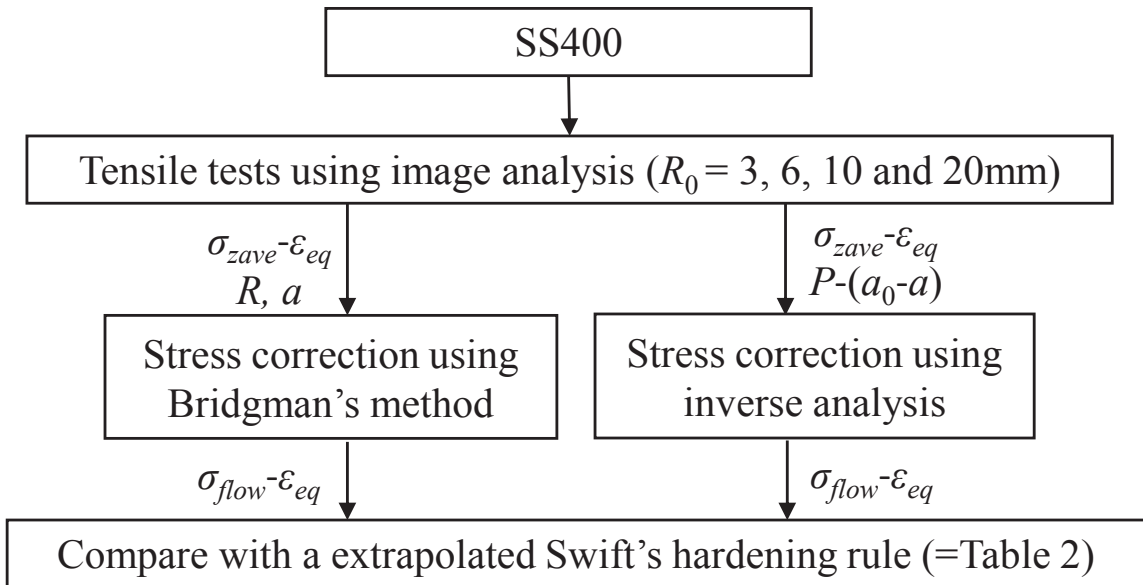 SS400
Tensile tests using image analysis (R₀ = 3, 6, 10 and 20mm)
σzave-εeq
R, a
σzave-εeq
P-(a₀-a)
Stress correction using
Bridgman’s method
Stress correction using
inverse analysis
σflow-εeq
σflow-εeq
Compare with a extrapolated Swift’s hardening rule (=Table 2)